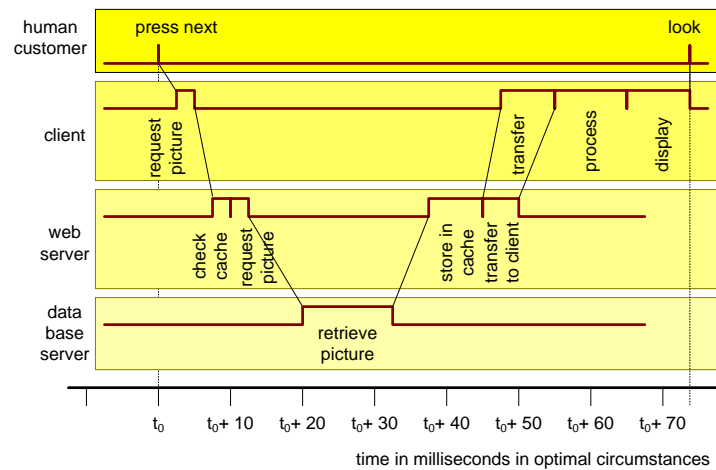 human
customer
press next
look
client
request
picture
transfer
process
display
web
server
check
cache
request
picture
store in
cache
transfer
to client
data
base
server
retrieve
picture
t0
t0+ 10
t0+ 20
t0+ 30
t0+ 40
t0+ 50
t0+ 60
t0+ 70
time in milliseconds in optimal circumstances